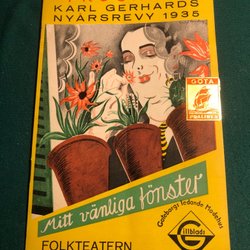 KARL GERHARDS
NYÅRSREVY 1935
GÖTA
Mitt vänliga fönster
Göteborgs ledande Modehus
Gillblads
FOLKTEATERN